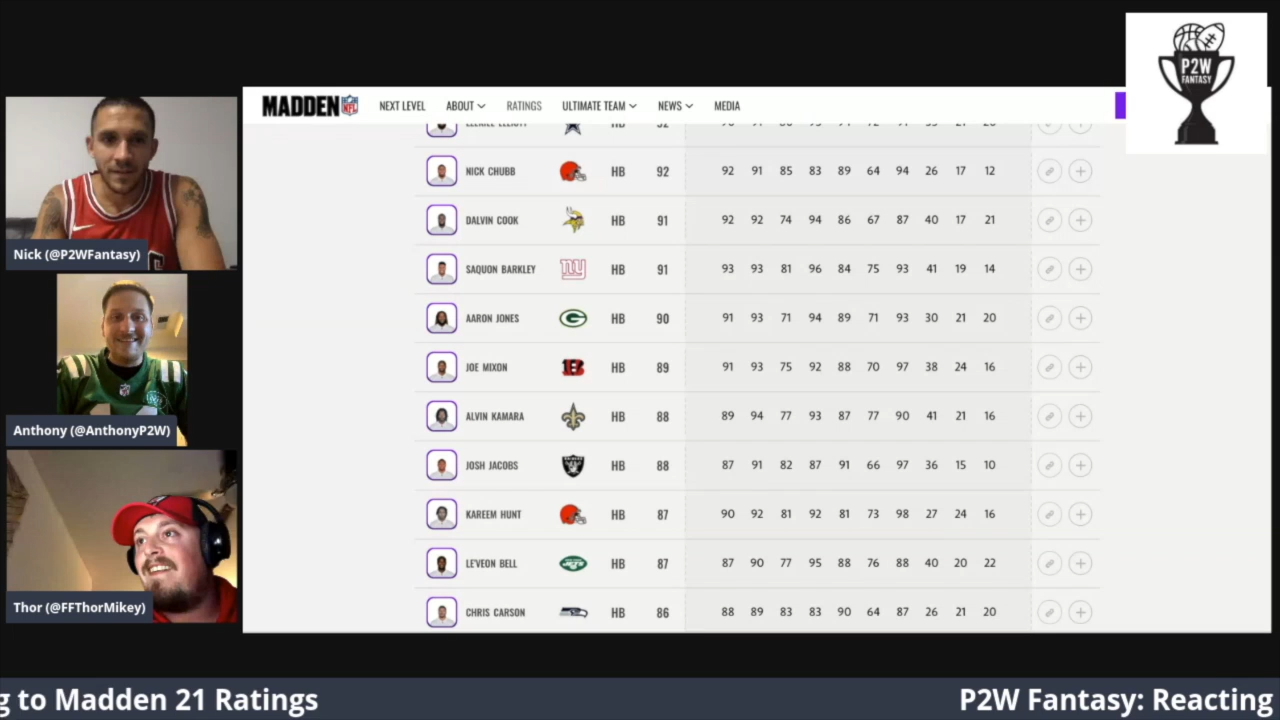 P2W
FANTASY
MADDEN NFL NEXT LEVEL ABOUT RATINGS ULTIMATE TEAM NEWS MEDIA
NICK CHUBB HB 92 92 91 85 83 89 64 94 26 17 12
DALVIN COOK HB 91 92 92 74 94 86 67 87 40 17 21
SAQUON BARKLEY ny HB 91 93 93 81 96 84 75 93 41 19 14
AARON JONES G HB 90 91 93 71 94 89 71 93 30 21 20
JOE MIXON HB 89 91 93 75 92 88 70 97 38 24 16
ALVIN KAMARA HB 88 89 94 77 93 87 77 90 41 21 16
JOSH JACOBS HB 88 87 91 82 87 91 66 97 36 15 10
KAREEM HUNT HB 87 90 92 81 92 81 73 98 27 24 16
LE'VEON BELL JETS HB 87 87 90 77 95 88 76 88 40 20 22
CHRIS CARSON HB 86 88 89 83 83 90 64 87 26 21 20
Nick (@P2WFantasy)
Anthony (@AnthonyP2W)
Thor (@FFThorMikey)
g to Madden 21 Ratings P2W Fantasy: Reacting